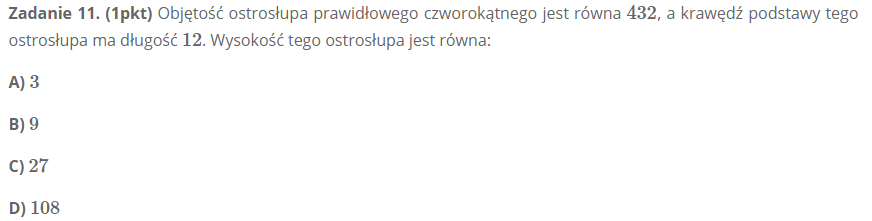 Zadanie 11. (1pkt) Objętość ostrosłupa prawidłowego czworokątnego jest równa 432, a krawędź podstawy tego
ostrosłupa ma długość 12. Wysokość tego ostrosłupa jest równa:
A) 3
B) 9
C) 27
D) 108